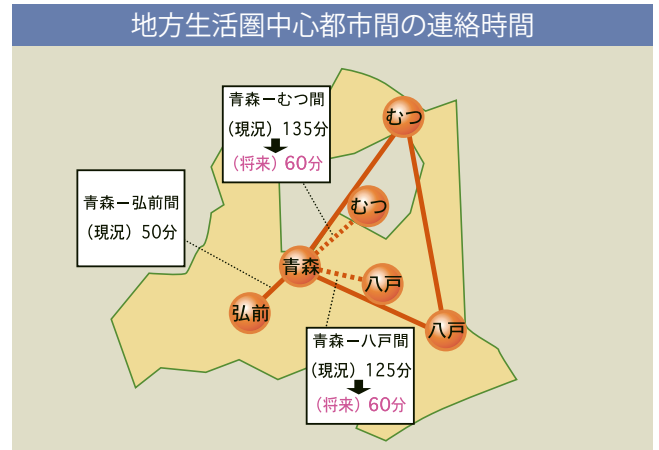 地方生活圏中心都市間の連絡時間
青森ーむつ間
(現況) 135分
(将来) 60分
むつ
青森ー弘前間
(現況) 50分
むつ
青森
八戸
弘前
八戸
青森ー八戸間
(現況) 125分
(将来) 60分